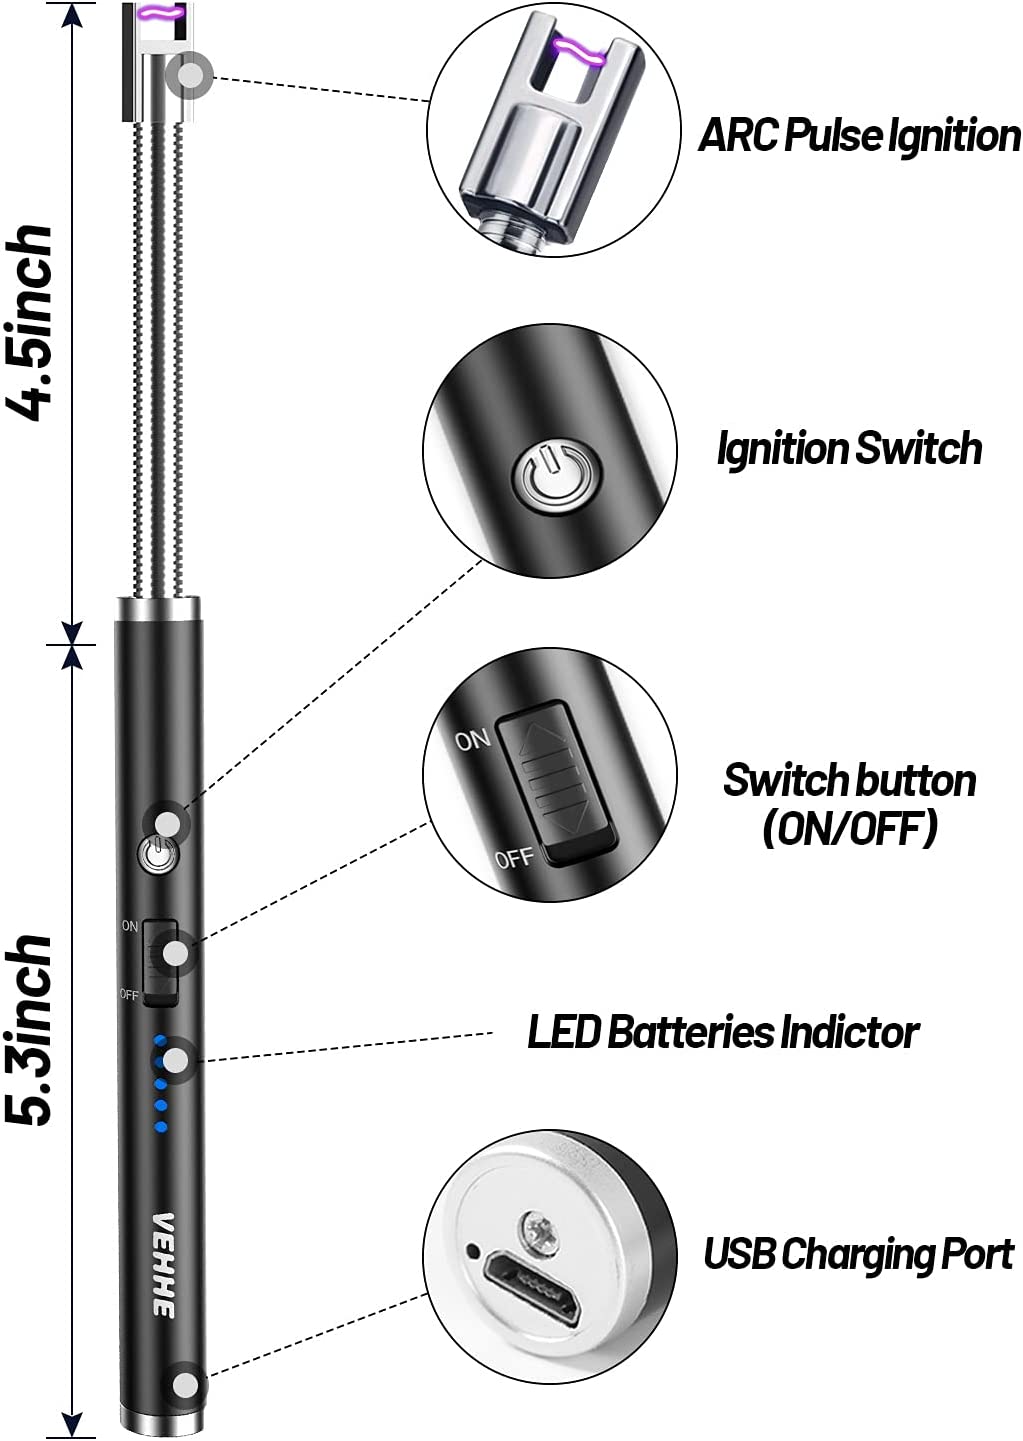 ARC Pulse Ignition
4.5inch
Ignition Switch
ON
OFF
Switch button
(ON/OFF)
ON
OFF
5.3inch
LED Batteries Indictor
VEHHE
USB Charging Port